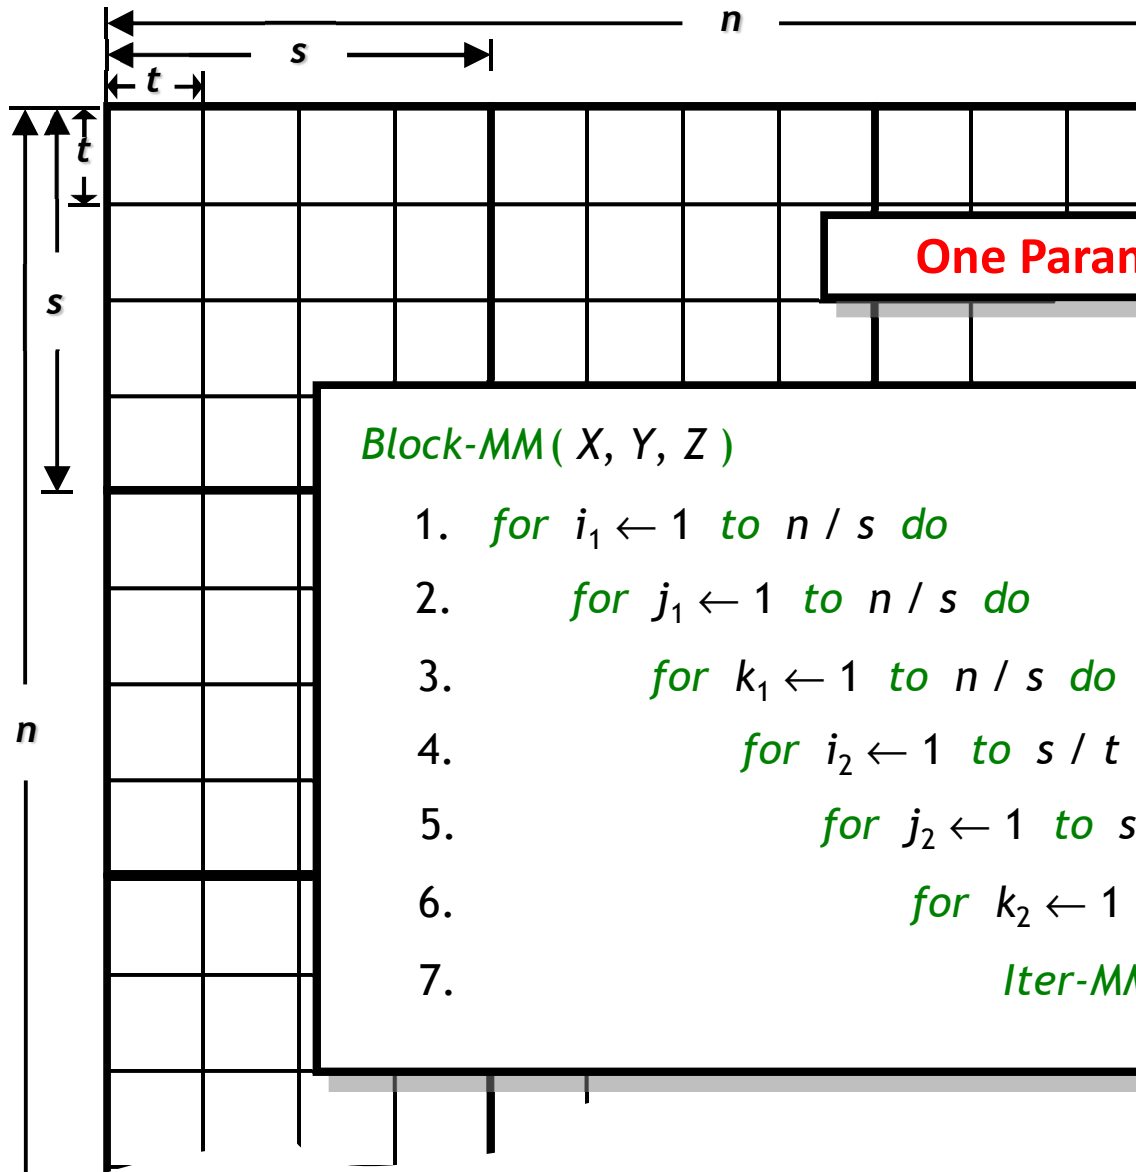 n
s
t
t
s
One
Block-MM ( X, Y, Z )
1. for i₁ ← 1 to n / s do
2. for j₁ ← 1 to n / s do
3. for k₁ ← 1 to n / s do
n
4. for i₂ ← 1 to s / t
5. for j₂ ← 1 to s
6. for k₂ ← 1
7. Iter-MM